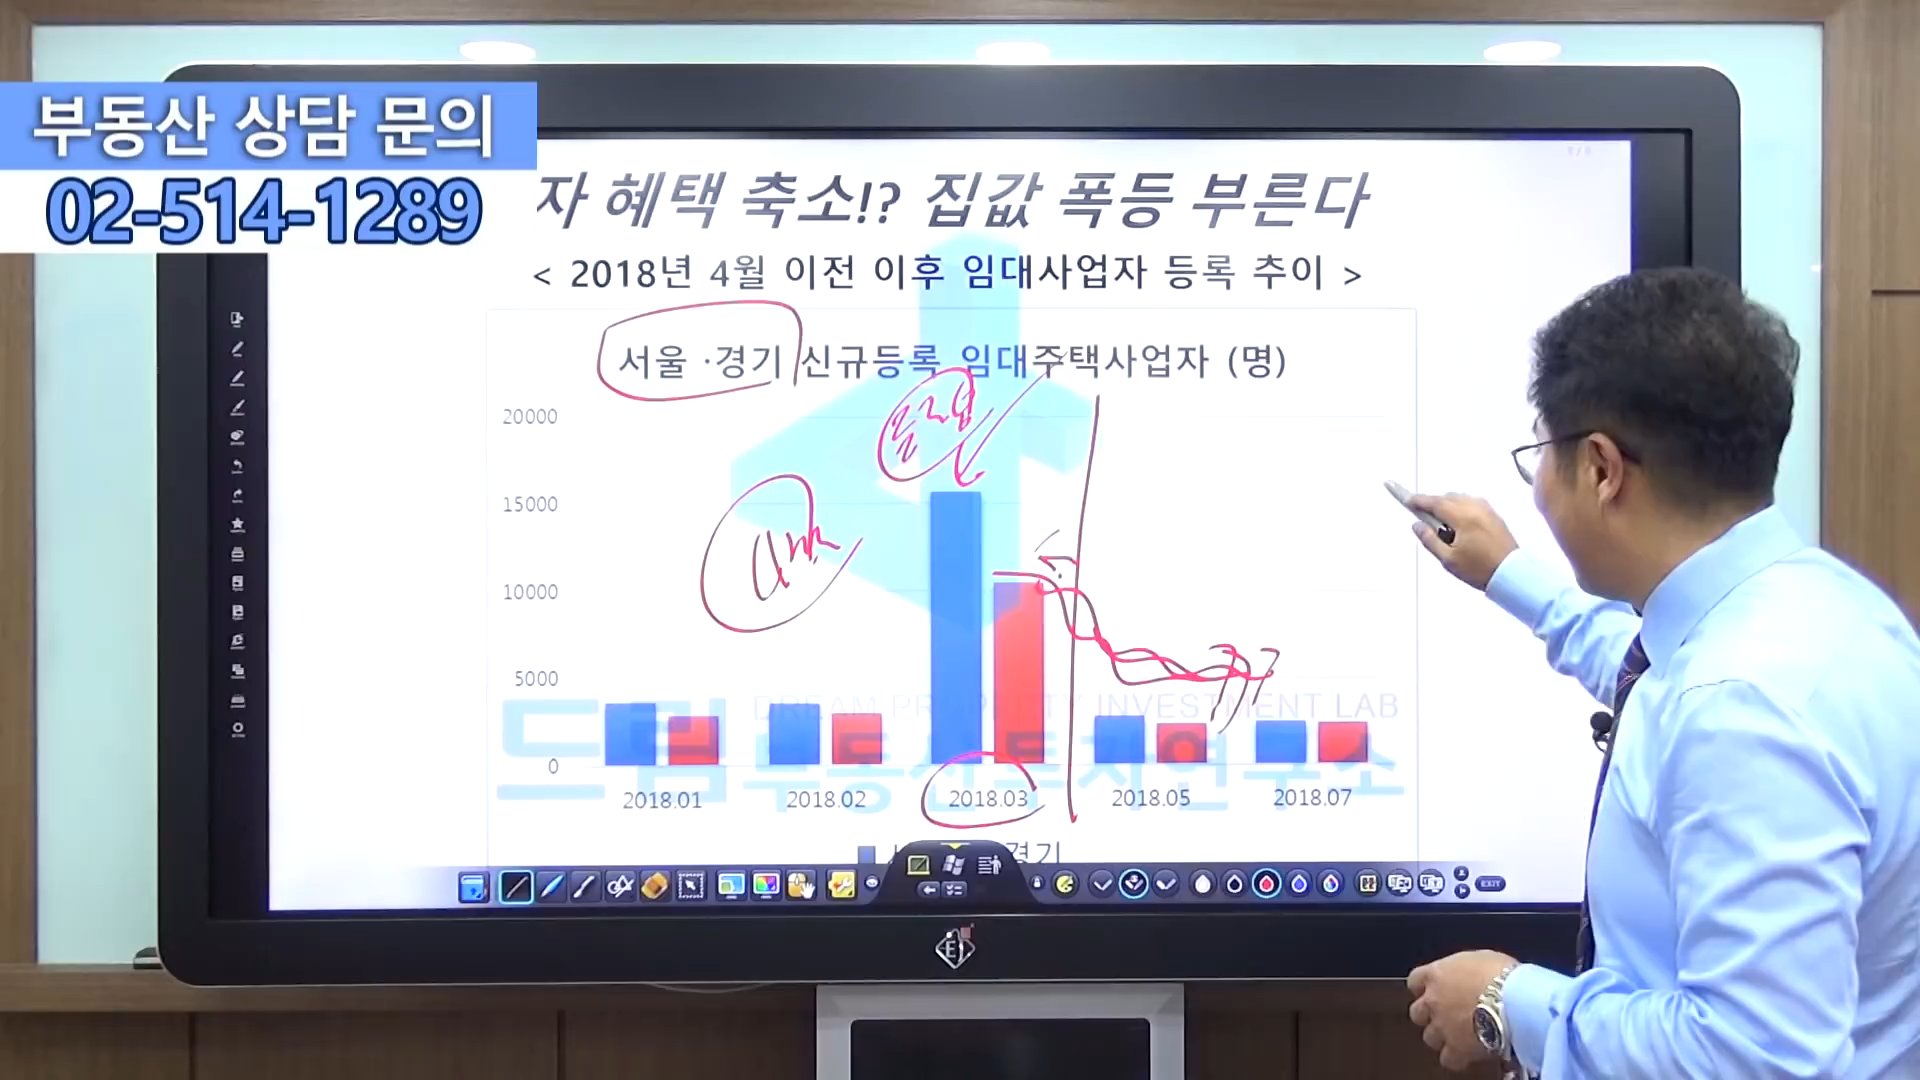 부동산 상담 문의
02-514-1289
자 혜택 축소!? 집값 폭등 부른다
< 2018년 4월 이전 이후 임대사업자 등록 추이 >
서울 ·경기 신규등록 임대주택사업자 (명)
20000
15000
10000
5000
0
DREAM PROPERTY INVESTMENT LAB
드림 부동산투자연구소
2018.01 2018.02 2018.03 2018.05 2018.07
경기
EXIT